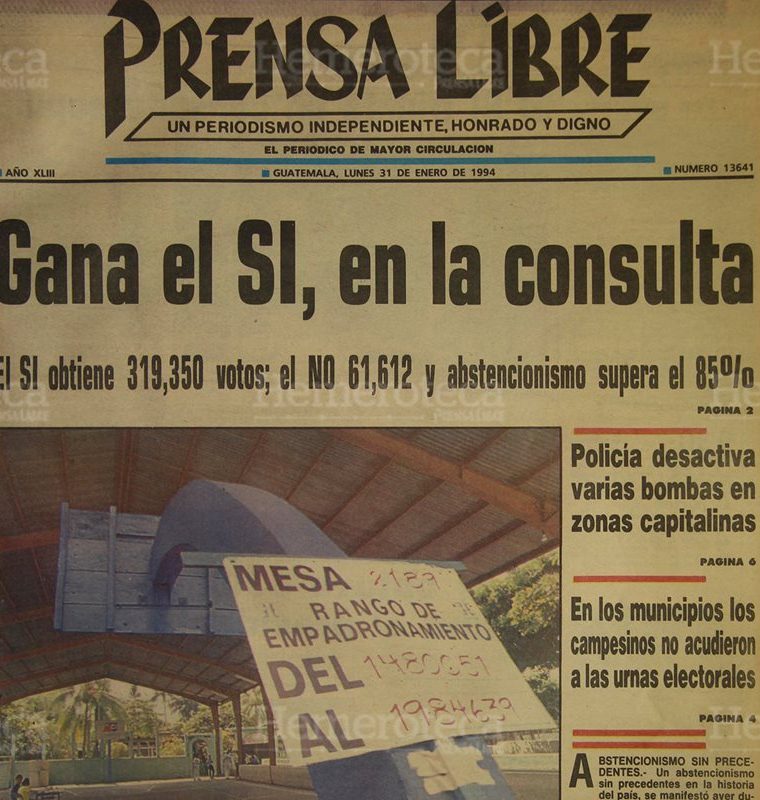 PRENSA LIBRE
UN PERIODISMO INDEPENDIENTE, HONRADO Y DIGNO
EL PERIODICO DE MAYOR CIRCULACION
AÑO XLIII
GUATEMALA, LUNES 31 DE ENERO DE 1994
NUMERO 13641
Gana el SI, en la consulta
El SI obtiene 319,350 votos; el NO 61,612 y abstencionismo supera el 85%
PAGINA 2
Policía desactiva
varias bombas en
zonas capitalinas
PAGINA 6
En los municipios los
campesinos no acudieron
a las urnas electorales
PAGINA 4
ABSTENCIONISMO SIN PRECE-
DENTES.- Un abstencionismo
sin precedentes en la historia
del país, se manifestó ayer du-
MESA 2189
RANGO DE
EMPADRONAMIENTO
DEL 1480051
AL 1984639
Hemeroteca
PRENSA LIBRE